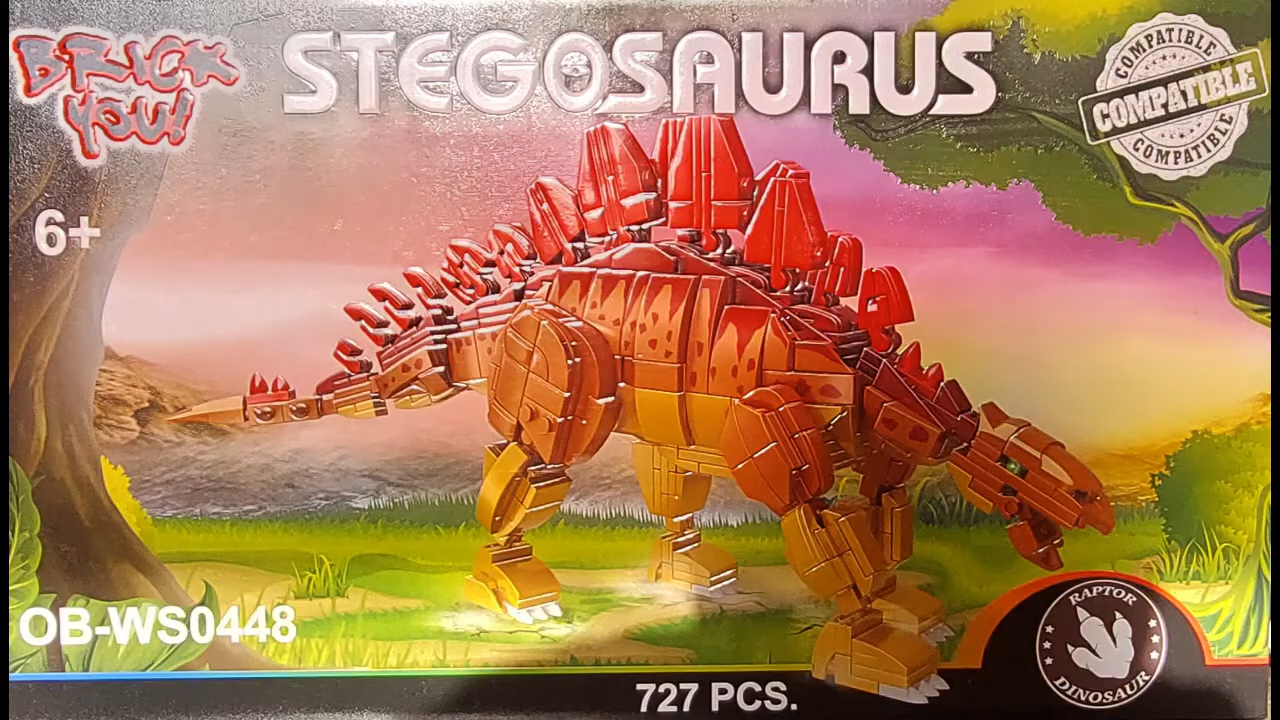 BRICK
YOU!
STEGOSAURUS
COMPATIBLE
COMPATIBLE
COMPATIBLE
6+
OB-WS0448
727 PCS.
RAPTOR
DINOSAUR